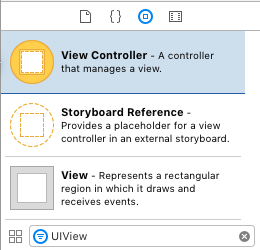 View Controller - A controller
that manages a view.
Storyboard Reference -
Provides a placeholder for a view
controller in an external storyboard.
View - Represents a rectangular
region in which it draws and
receives events.
UIView